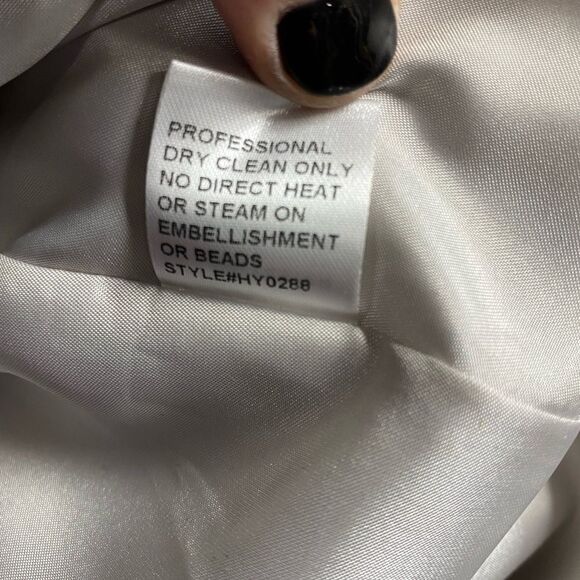 PROFESSIONAL
DRY CLEAN ONLY
NO DIRECT HEAT
OR STEAM ON
EMBELLISHMENT
OR BEADS
STYLE#HY0288